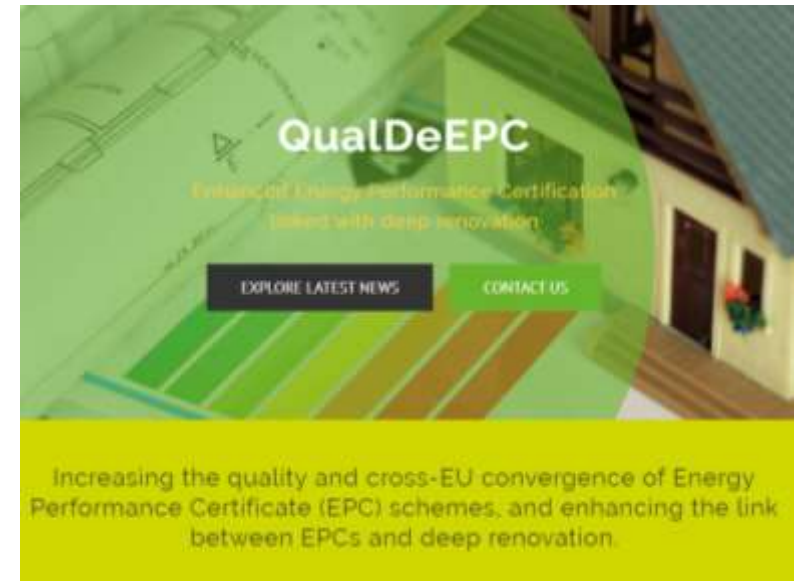 QualDeEPC
Enhanced Energy Performance Certification
linked with deep renovation
EXPLORE LATEST NEWS
CONTACT US
Increasing the quality and cross-EU convergence of Energy
Performance Certificate (EPC) schemes, and enhancing the link
between EPCs and deep renovation.